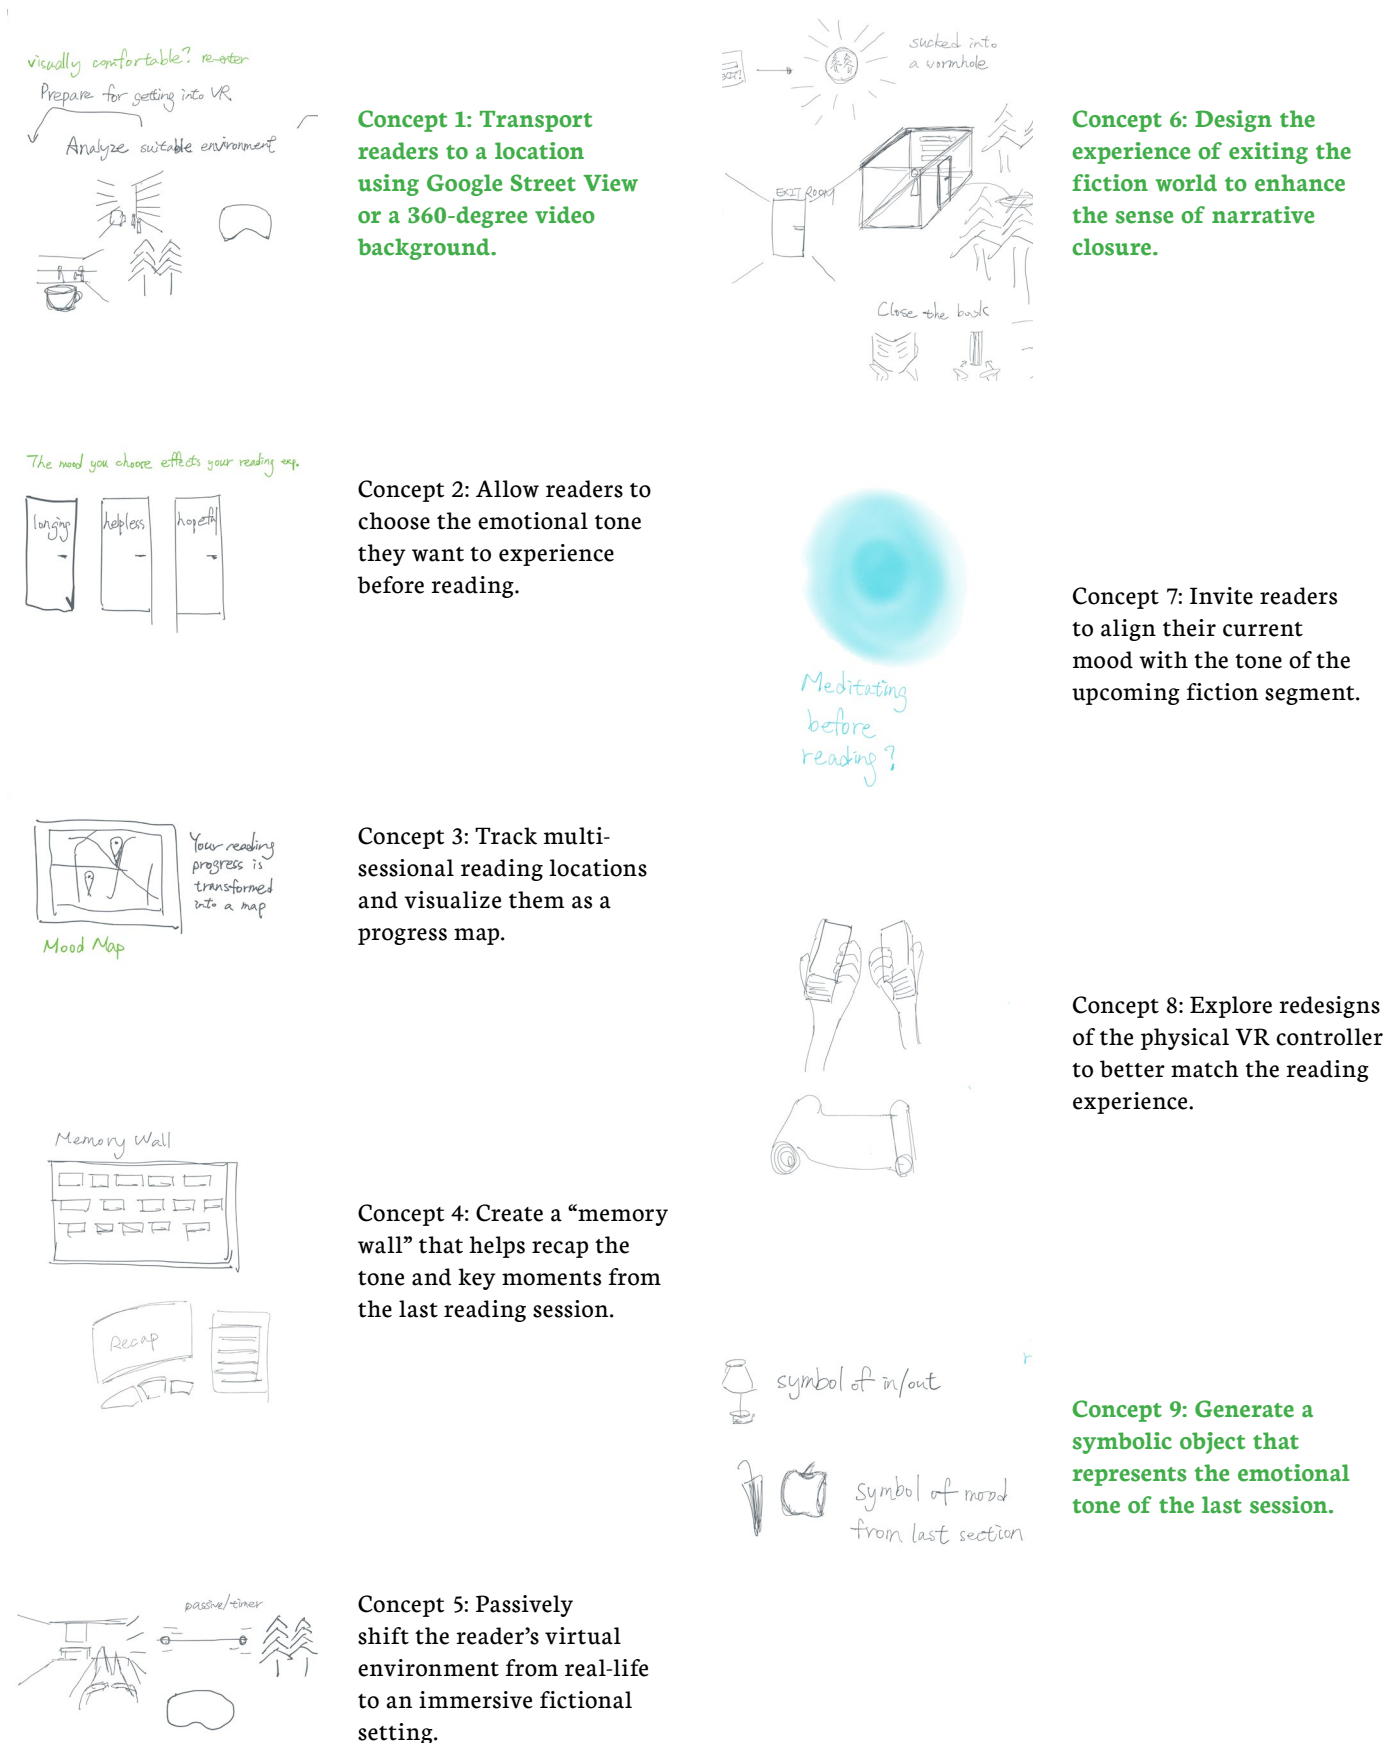 visually comfortable? re-enter
Prepare for getting into VR
Analyze suitable environment
Concept 1: Transport
readers to a location
using Google Street View
or a 360-degree video
background.
The mood you choose effects your reading exp.
longing
helpless
hopeful
Concept 2: Allow readers to
choose the emotional tone
they want to experience
before reading.
Your reading
progress is
transformed
into a map
Mood Map
Concept 3: Track multi-
sessional reading locations
and visualize them as a
progress map.
Memory Wall
Recap
Concept 4: Create a “memory
wall” that helps recap the
tone and key moments from
the last reading session.
passive/timer
Concept 5: Passively
shift the reader’s virtual
environment from real-life
to an immersive fictional
setting.
sucked into
a wormhole
EXIT ROOM
Close the book
Concept 6: Design the
experience of exiting the
fiction world to enhance
the sense of narrative
closure.
Meditating
before
reading?
Concept 7: Invite readers
to align their current
mood with the tone of the
upcoming fiction segment.
Concept 8: Explore redesigns
of the physical VR controller
to better match the reading
experience.
symbol of in/out
symbol of mood
from last section
Concept 9: Generate a
symbolic object that
represents the emotional
tone of the last session.